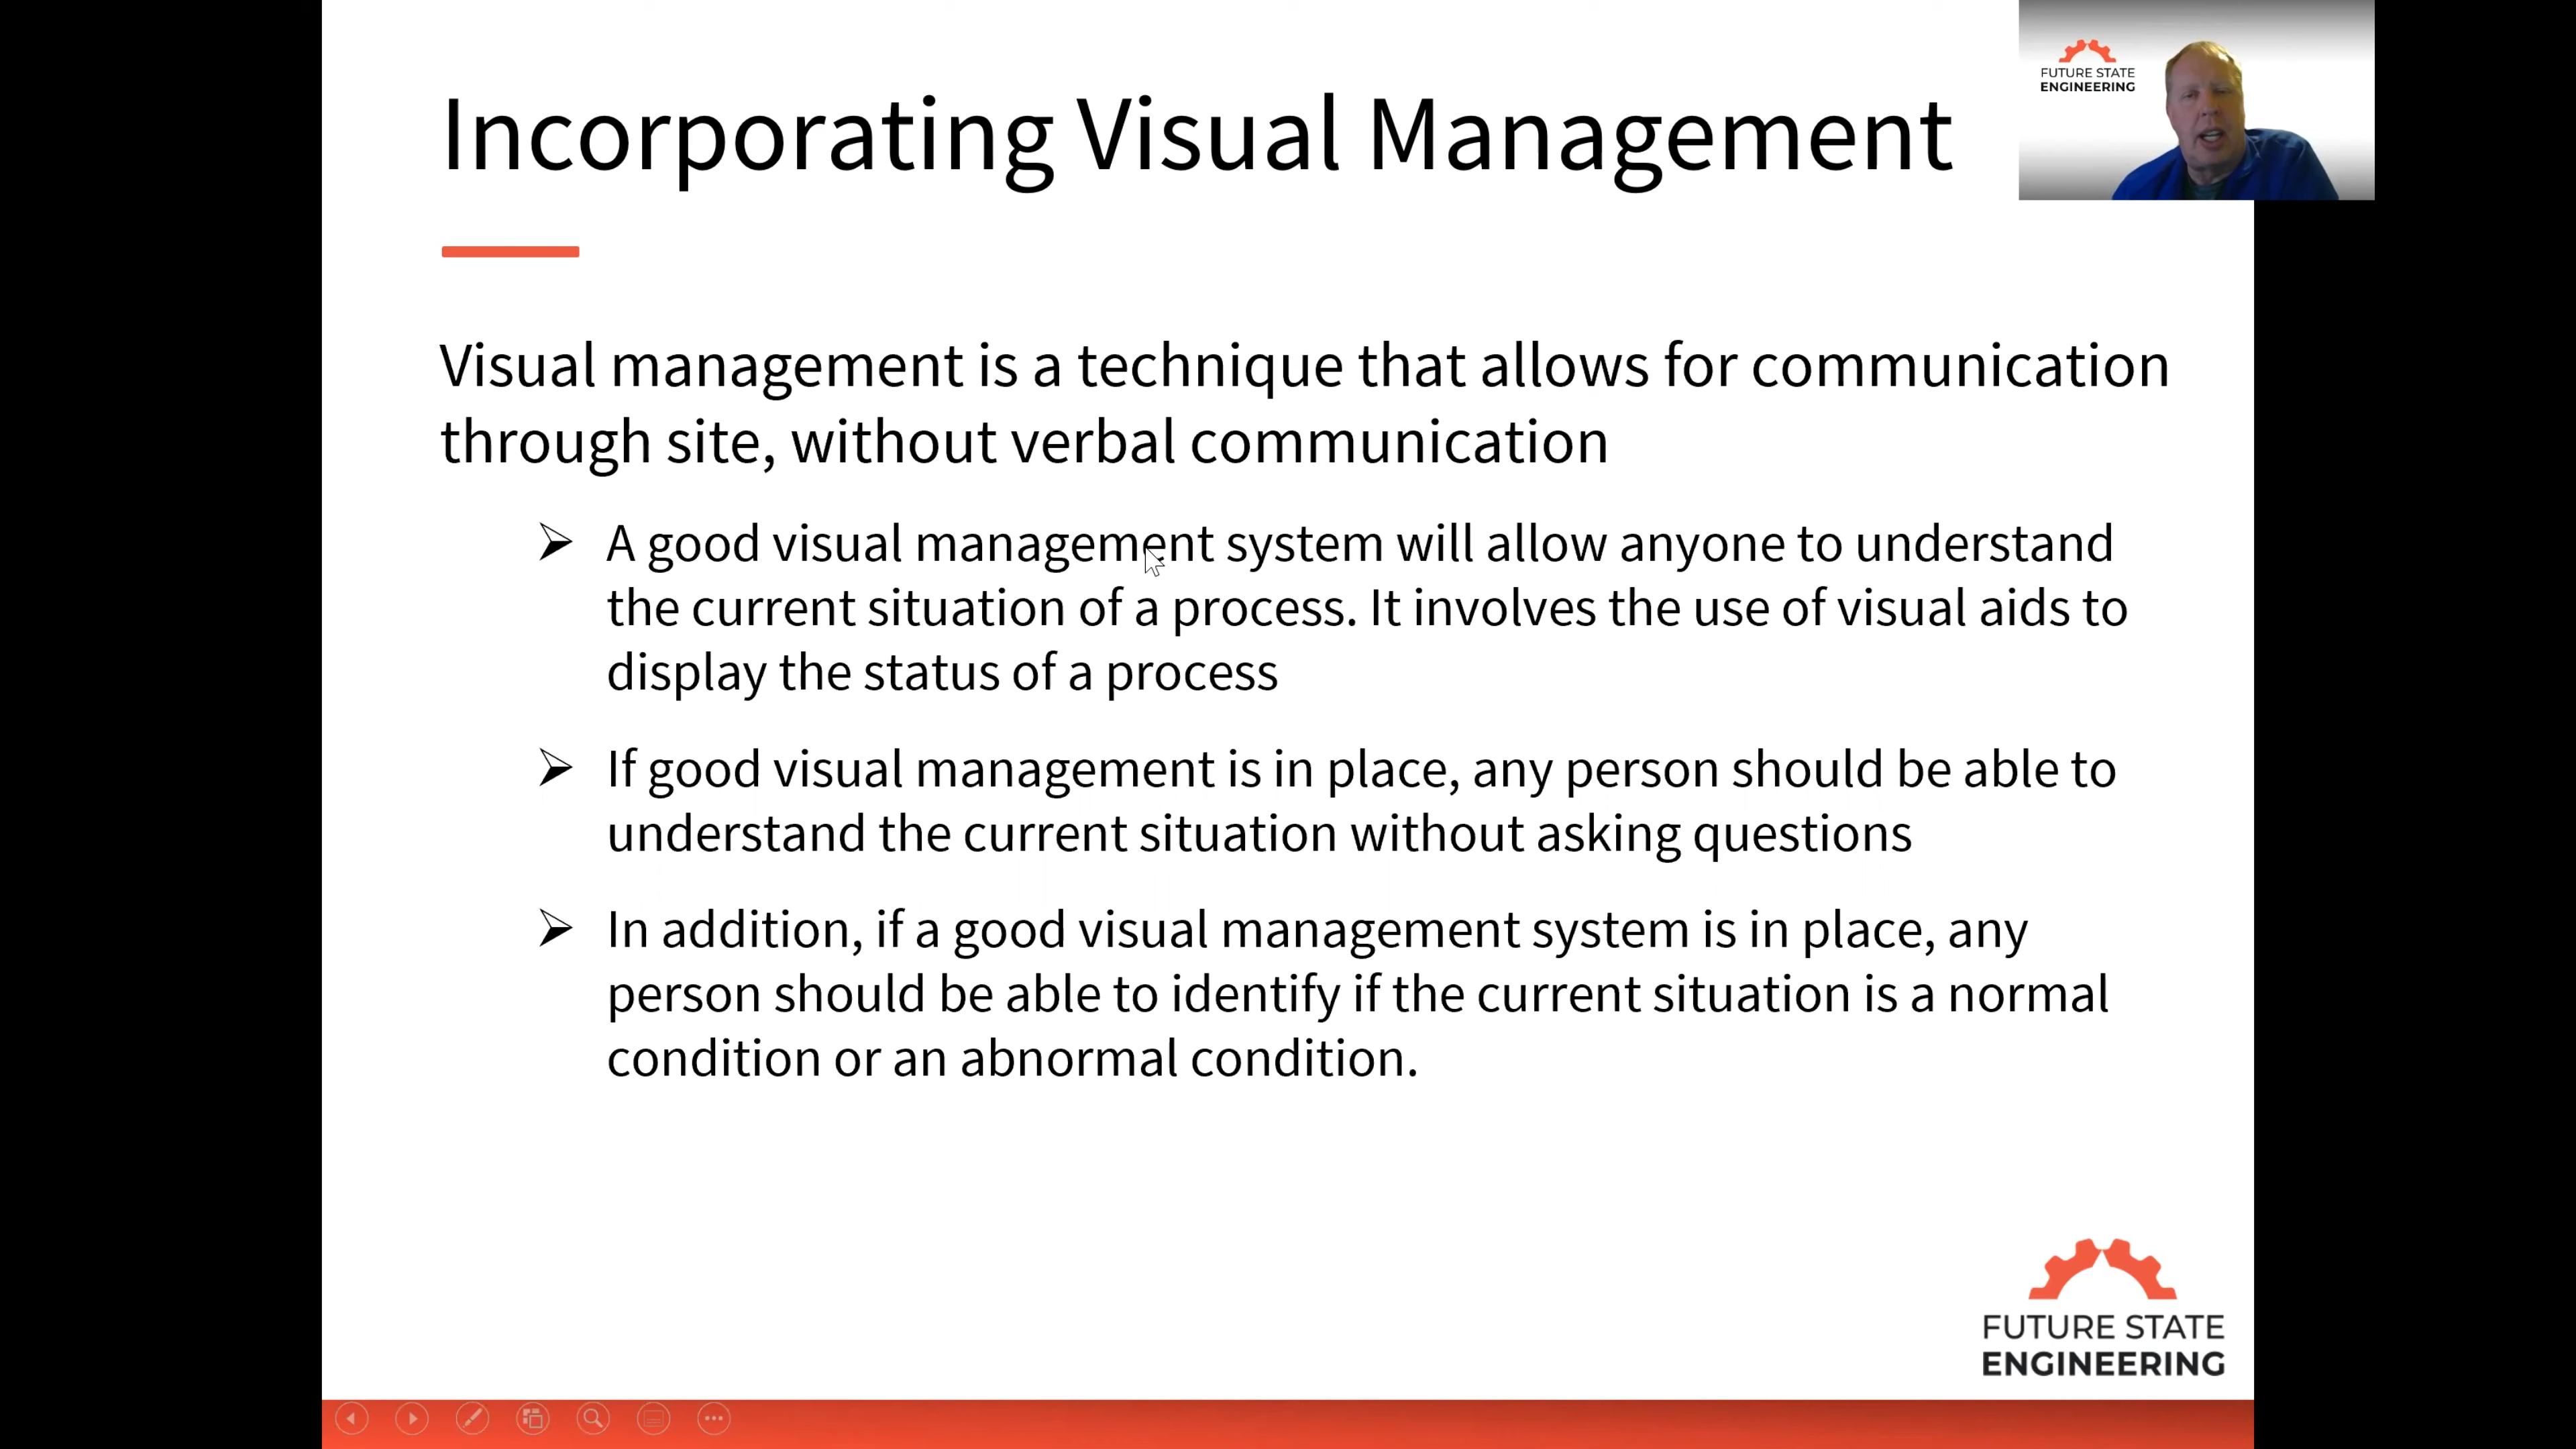 Incorporating Visual Management
FUTURE STATE
ENGINEERING
Visual management is a technique that allows for communication
through site, without verbal communication
A good visual management system will allow anyone to understand
the current situation of a process. It involves the use of visual aids to
display the status of a process
If good visual management is in place, any person should be able to
understand the current situation without asking questions
In addition, if a good visual management system is in place, any
person should be able to identify if the current situation is a normal
condition or an abnormal condition.
FUTURE STATE
ENGINEERING